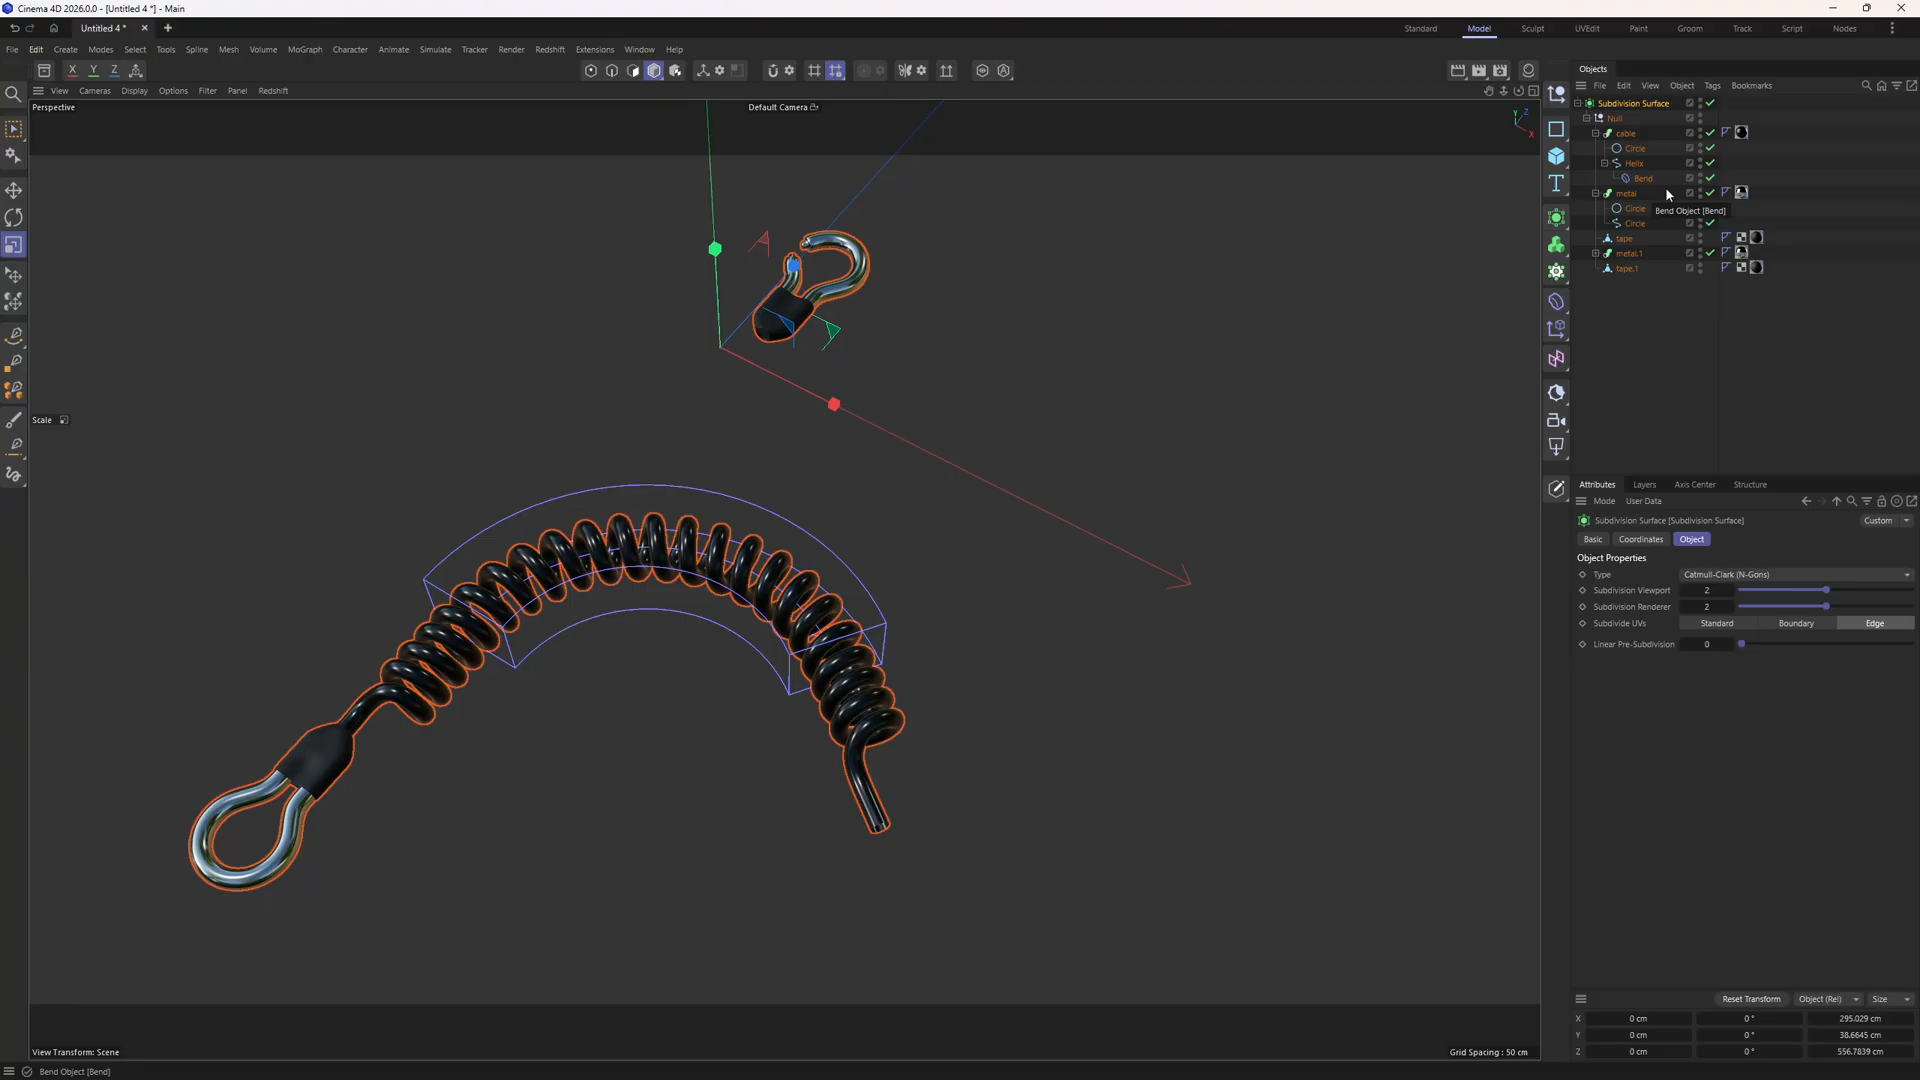 Cinema 4D 2026.0.0 - [Untitled 4 *] - Main
Untitled 4 *
Standard Model Sculpt UVEdit Paint Groom Track Script Nodes
File Edit Create Modes Select Tools Spline Mesh Volume MoGraph Character Animate Simulate Tracker Render Redshift Extensions Window Help
X Y Z
Objects
View Cameras Display Options Filter Panel Redshift
File Edit View Object Tags Bookmarks
Perspective
Default Camera
Subdivision Surface
Null
cable
Circle
Helix
Bend
metal
Circle
Bend Object [Bend]
Circle
tape
metal.1
tape.1
Y Z X
Scale
Attributes Layers Axis Center Structure
Mode User Data
Subdivision Surface [Subdivision Surface] Custom
Basic Coordinates Object
Object Properties
Type Catmull-Clark (N-Gons)
Subdivision Viewport 2
Subdivision Renderer 2
Subdivide UVs Standard Boundary Edge
Linear Pre-Subdivision 0
Reset Transform Object (Rel) Size
X 0 cm 0 ° 295.029 cm
Y 0 cm 0 ° 38.6645 cm
Z 0 cm 0 ° 556.7839 cm
View Transform: Scene
Grid Spacing : 50 cm
Bend Object [Bend]